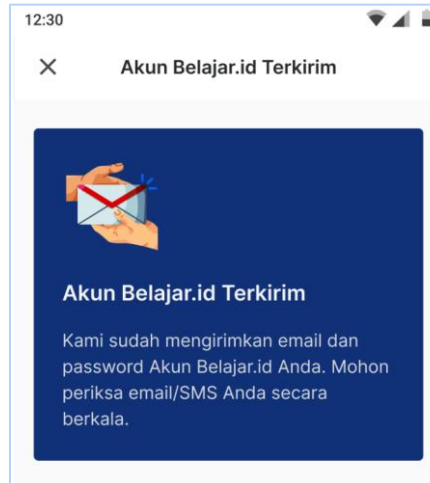 12:30
Akun Belajar.id Terkirim
Akun Belajar.id Terkirim
Kami sudah mengirimkan email dan
password Akun Belajar.id Anda. Mohon
periksa email/SMS Anda secara
berkala.